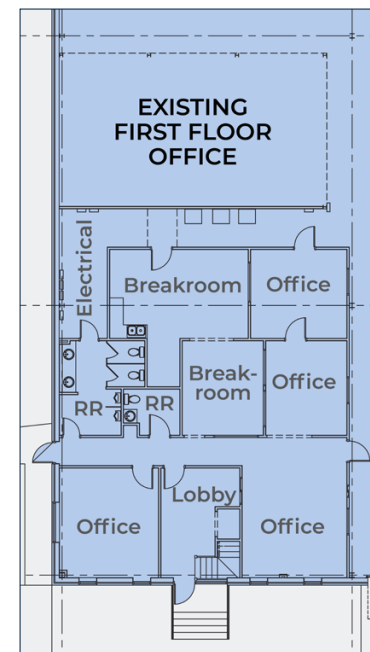 EXISTING
FIRST FLOOR
OFFICE
Electrical
Breakroom
Office
Break-
room
Office
RR
RR
Lobby
Office
Office